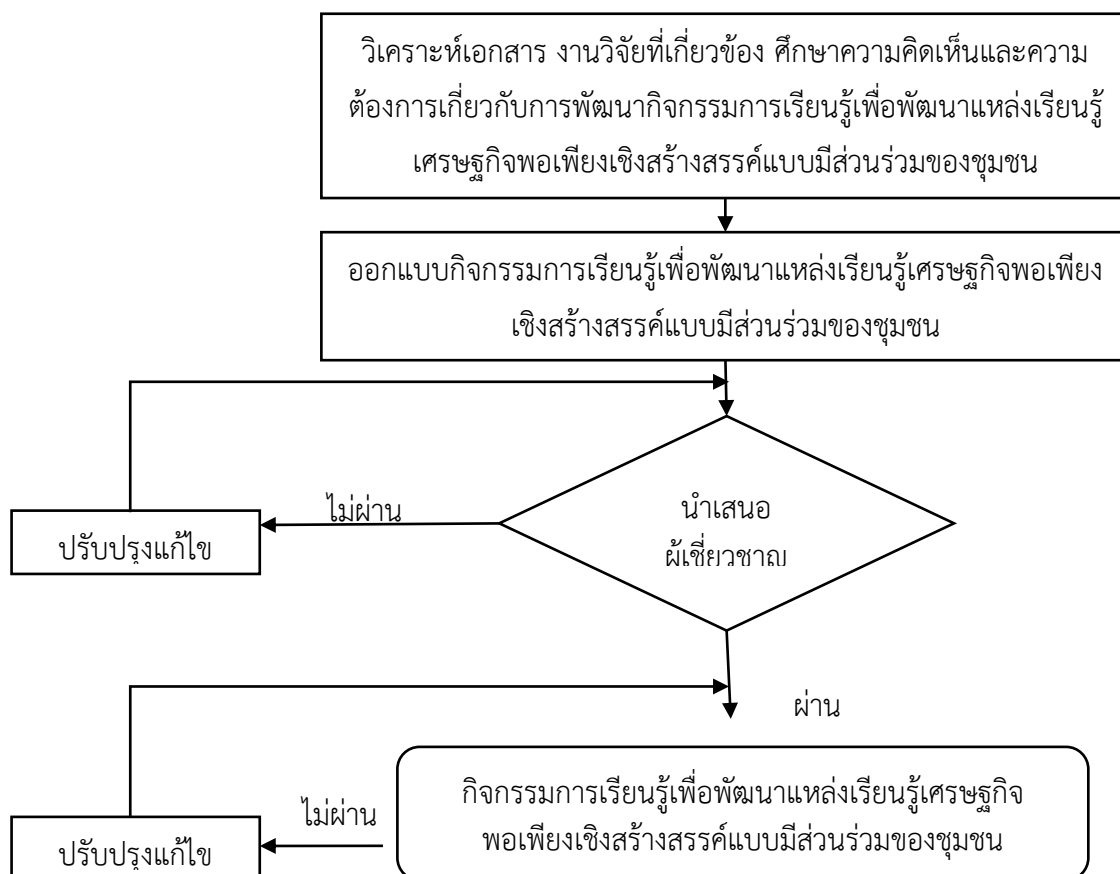 วิเคราะห์เอกสาร งานวิจัยที่เกี่ยวข้อง ศึกษาความคิดเห็นและความ
ต้องการเกี่ยวกับการพัฒนากิจกรรมการเรียนรู้เพื่อพัฒนาแหล่งเรียนรู้
เศรษฐกิจพอเพียงเชิงสร้างสรรค์แบบมีส่วนร่วมของชุมชน
ออกแบบกิจกรรมการเรียนรู้เพื่อพัฒนาแหล่งเรียนรู้เศรษฐกิจพอเพียง
เชิงสร้างสรรค์แบบมีส่วนร่วมของชุมชน
ไม่ผ่าน
ปรับปรุงแก้ไข
นำเสนอ
ผู้เชี่ยวชาญ
ผ่าน
กิจกรรมการเรียนรู้เพื่อพัฒนาแหล่งเรียนรู้เศรษฐกิจ
พอเพียงเชิงสร้างสรรค์แบบมีส่วนร่วมของชุมชน
ไม่ผ่าน
ปรับปรุงแก้ไข